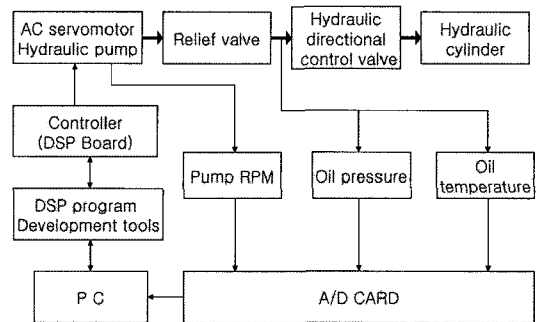 AC servomotor
Hydraulic pump
Relief valve
Hydraulic
directional
control valve
Hydraulic
cylinder
Controller
(DSP Board)
Pump RPM
Oil pressure
Oil
temperature
DSP program
Development tools
P C
A/D CARD